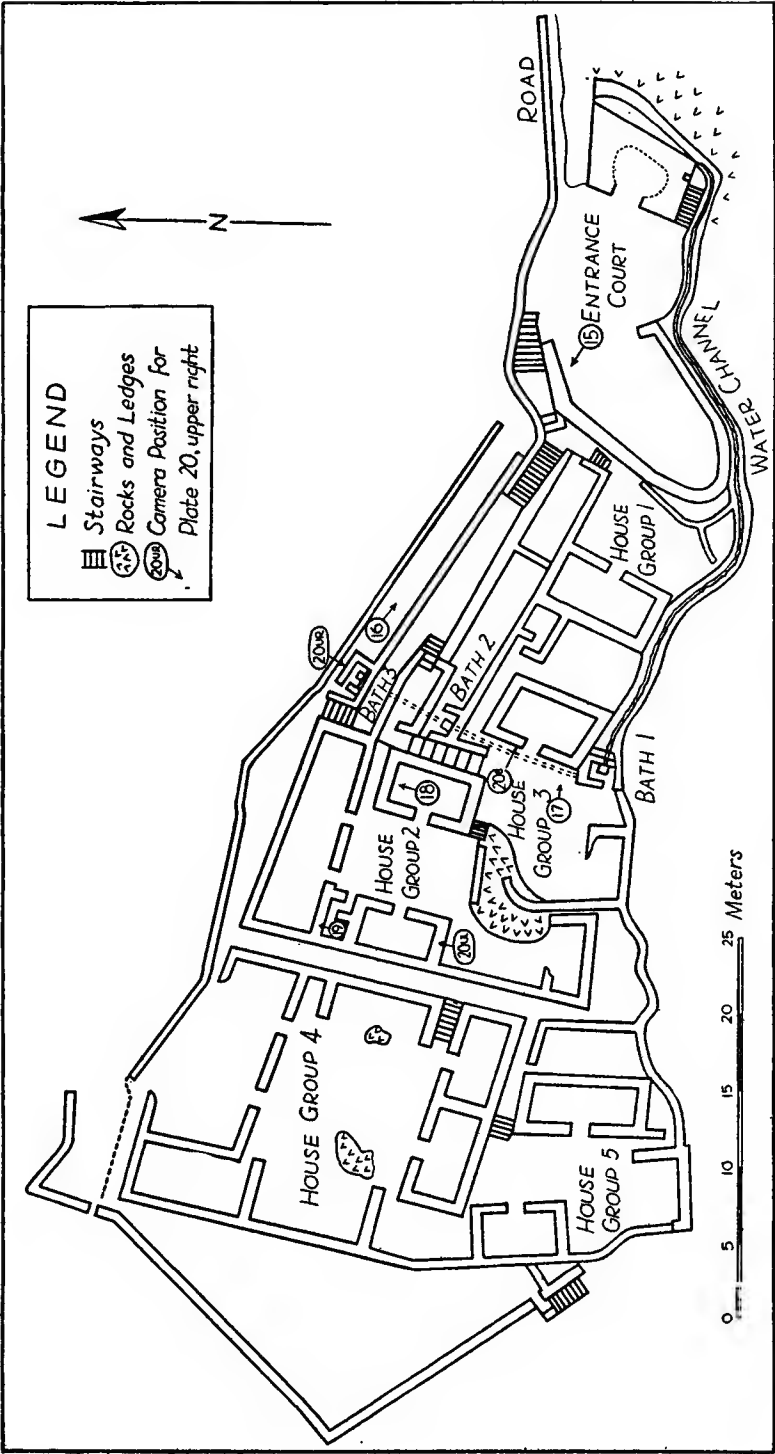 LEGEND
Stairways
Rocks and Ledges
20UR Camera Position for
Plate 20, upper right
N
ROAD
15 ENTRANCE
COURT
WATER CHANNEL
16
20UR
BATH 3
BATH 2
HOUSE
GROUP 1
18
HOUSE
GROUP 2
HOUSE
GROUP 3
17
BATH 1
19
20UL
HOUSE GROUP 4
HOUSE
GROUP 5
0 5 10 15 20 25 Meters